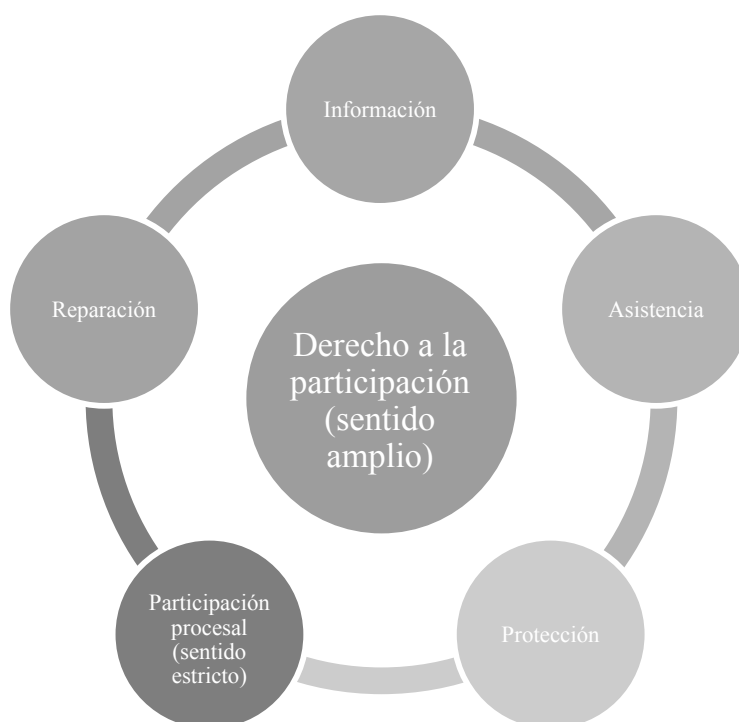 Información
Reparación
Asistencia
Derecho a la
participación
(sentido
amplio)
Participación
procesal
(sentido
estricto)
Protección